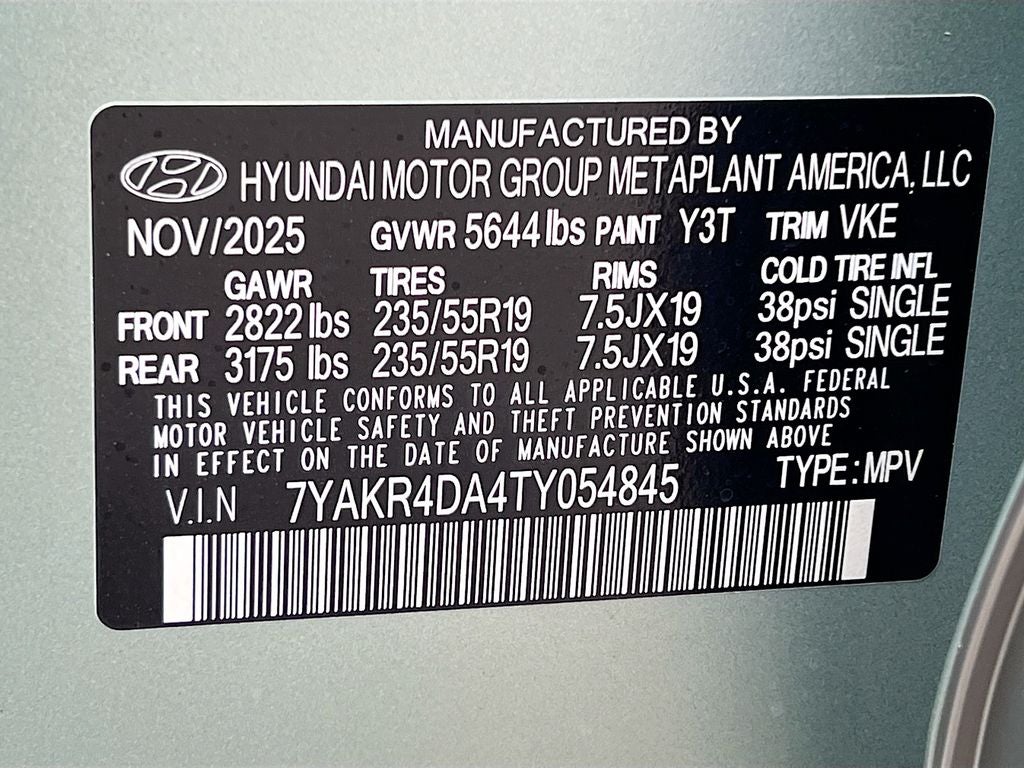 MANUFACTURED BY
HYUNDAI MOTOR GROUP METAPLANT AMERICA, LLC
NOV/2025 GVWR 5644 lbs PAINT Y3T TRIM VKE
GAWR TIRES RIMS COLD TIRE INFL
FRONT 2822 lbs 235/55R19 7.5JX19 38psi SINGLE
REAR 3175 lbs 235/55R19 7.5JX19 38psi SINGLE
THIS VEHICLE CONFORMS TO ALL APPLICABLE U.S.A. FEDERAL
MOTOR VEHICLE SAFETY AND THEFT PREVENTION STANDARDS
IN EFFECT ON THE DATE OF MANUFACTURE SHOWN ABOVE
V.I.N 7YAKR4DA4TY054845 TYPE:MPV